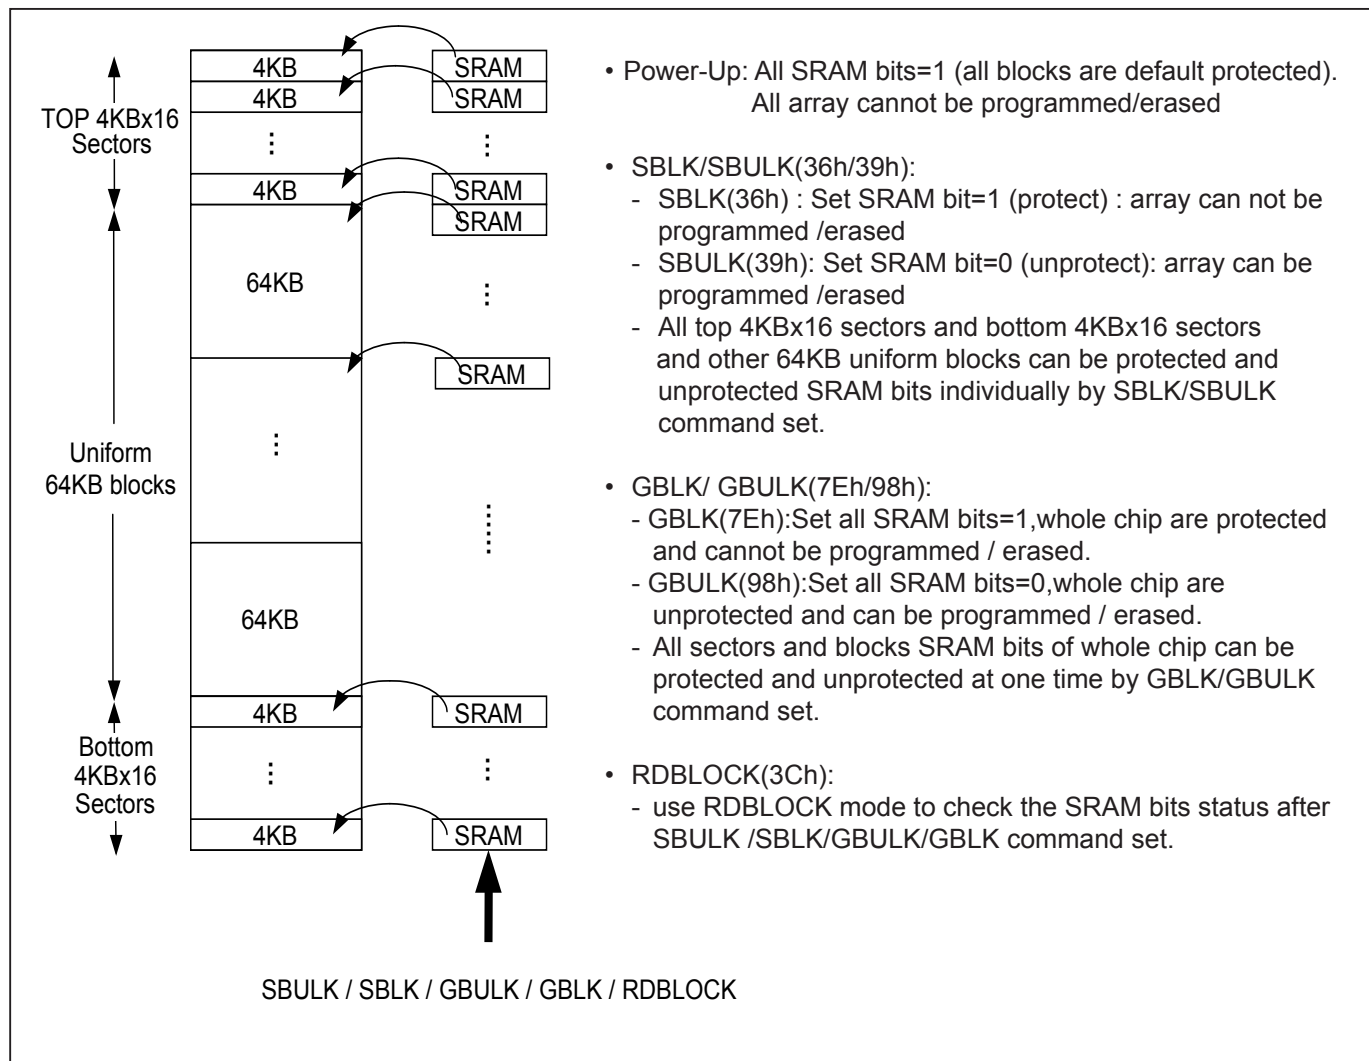 4KB
SRAM
4KB
SRAM
TOP 4KBx16
Sectors
⋮
⋮
4KB
SRAM
SRAM
64KB
⋮
SRAM
Uniform
64KB blocks
⋮
64KB
4KB
SRAM
Bottom
4KBx16
Sectors
⋮
⋮
4KB
SRAM
SBULK / SBLK / GBULK / GBLK / RDBLOCK
• Power-Up: All SRAM bits=1 (all blocks are default protected).
All array cannot be programmed/erased
• SBLK/SBULK(36h/39h):
- SBLK(36h) : Set SRAM bit=1 (protect) : array can not be
programmed /erased
- SBULK(39h): Set SRAM bit=0 (unprotect): array can be
programmed /erased
- All top 4KBx16 sectors and bottom 4KBx16 sectors
and other 64KB uniform blocks can be protected and
unprotected SRAM bits individually by SBLK/SBULK
command set.
• GBLK/ GBULK(7Eh/98h):
- GBLK(7Eh):Set all SRAM bits=1,whole chip are protected
and cannot be programmed / erased.
- GBULK(98h):Set all SRAM bits=0,whole chip are
unprotected and can be programmed / erased.
- All sectors and blocks SRAM bits of whole chip can be
protected and unprotected at one time by GBLK/GBULK
command set.
• RDBLOCK(3Ch):
- use RDBLOCK mode to check the SRAM bits status after
SBULK /SBLK/GBULK/GBLK command set.